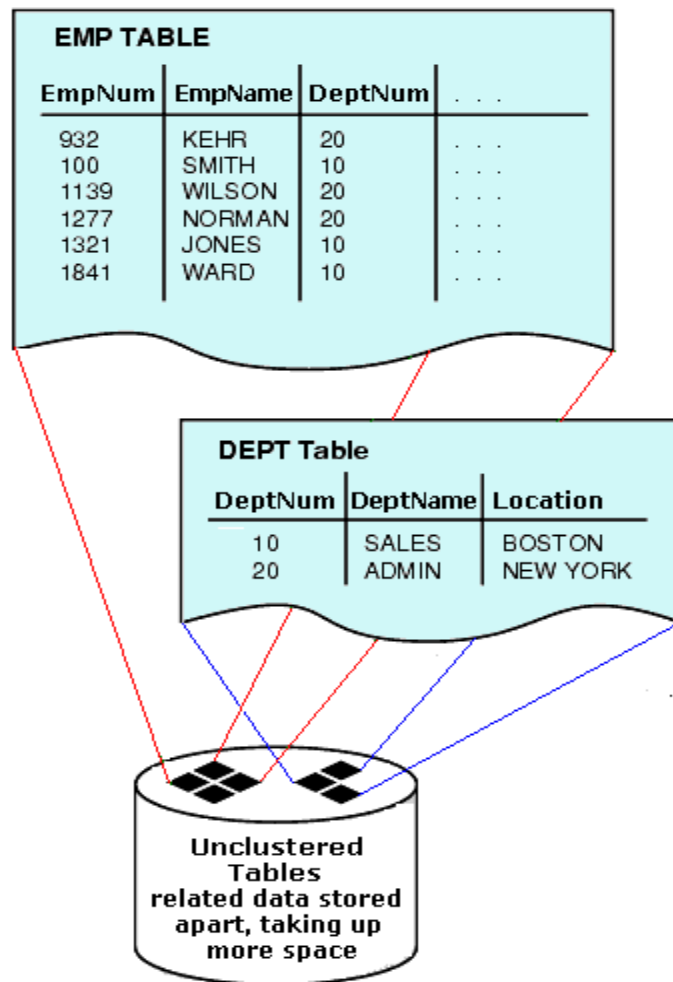 EMP TABLE
EmpNum EmpName DeptNum . . .
932 KEHR 20 . . .
100 SMITH 10 . . .
1139 WILSON 20 . . .
1277 NORMAN 20 . . .
1321 JONES 10 . . .
1841 WARD 10 . . .
DEPT Table
DeptNum DeptName Location
10 SALES BOSTON
20 ADMIN NEW YORK
Unclustered
Tables
related data stored
apart, taking up
more space